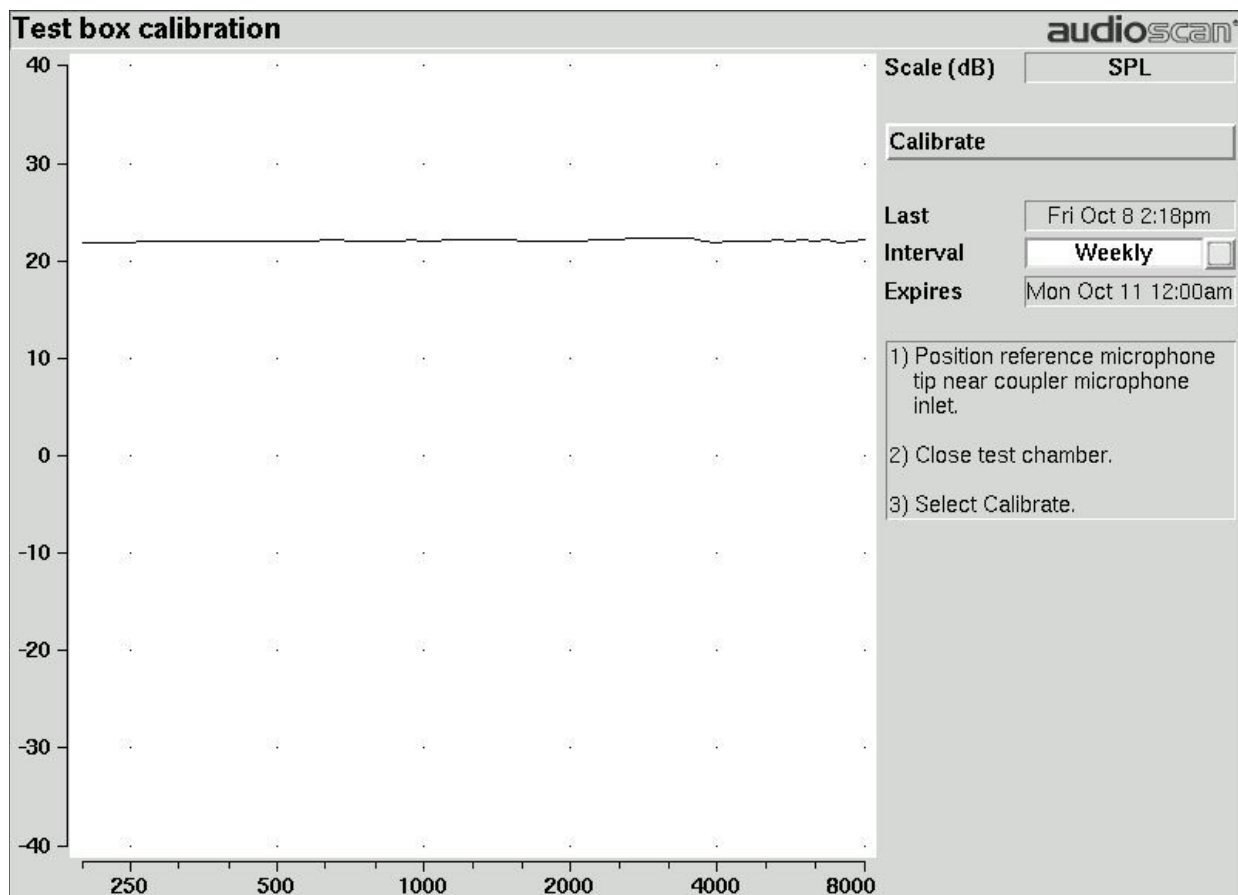 Test box calibration
audioscan®
40
30
20
10
0
-10
-20
-30
-40
250 500 1000 2000 4000 8000
Scale (dB) SPL
Calibrate
Last Fri Oct 8 2:18pm
Interval Weekly
Expires Mon Oct 11 12:00am
1) Position reference microphone
tip near coupler microphone
inlet.
2) Close test chamber.
3) Select Calibrate.